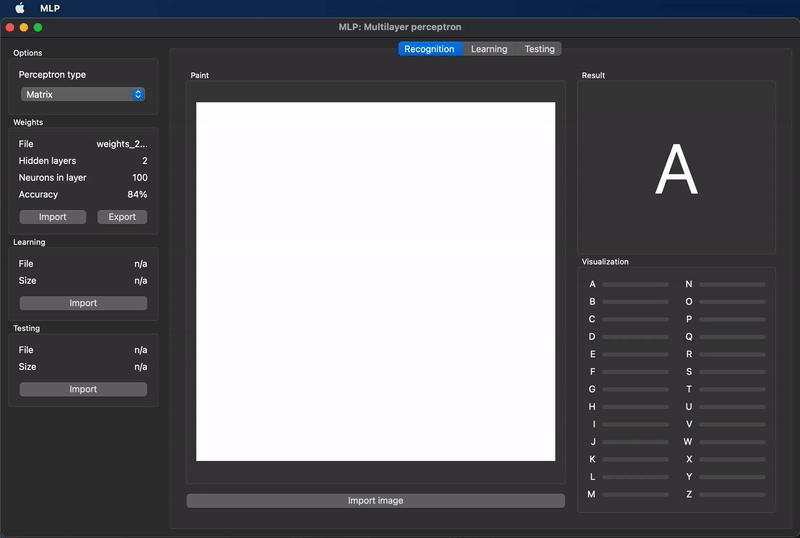 MLP
MLP: Multilayer perceptron
Recognition Learning Testing
Options
Perceptron type
Matrix
Weights
File weights_2...
Hidden layers 2
Neurons in layer 100
Accuracy 84%
Import Export
Learning
File n/a
Size n/a
Import
Testing
File n/a
Size n/a
Import
Paint
Import image
Result
A
Visualization
A N
B O
C P
D Q
E R
F S
G T
H U
I V
J W
K X
L Y
M Z